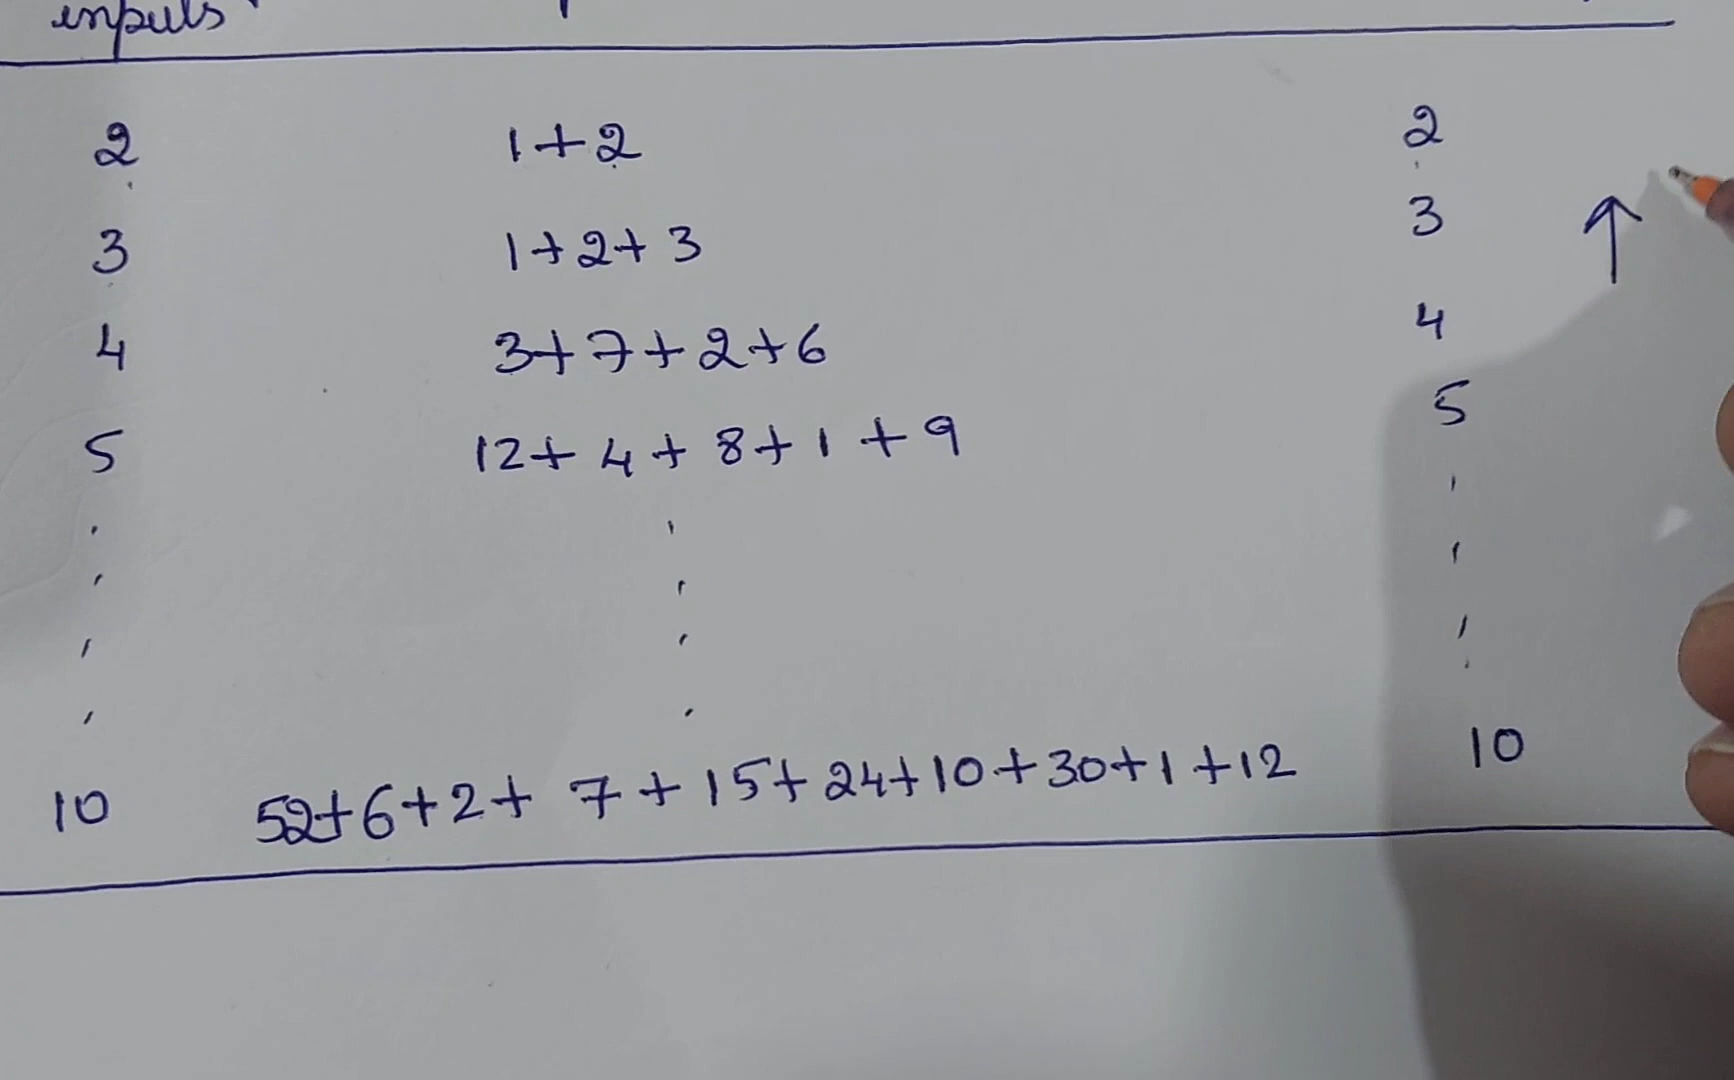 inputs
2 1+2 2
3 1+2+3 3
4 3+7+2+6 4
5 12+4+8+1+9 5
10 52+6+2+7+15+24+10+30+1+12 10